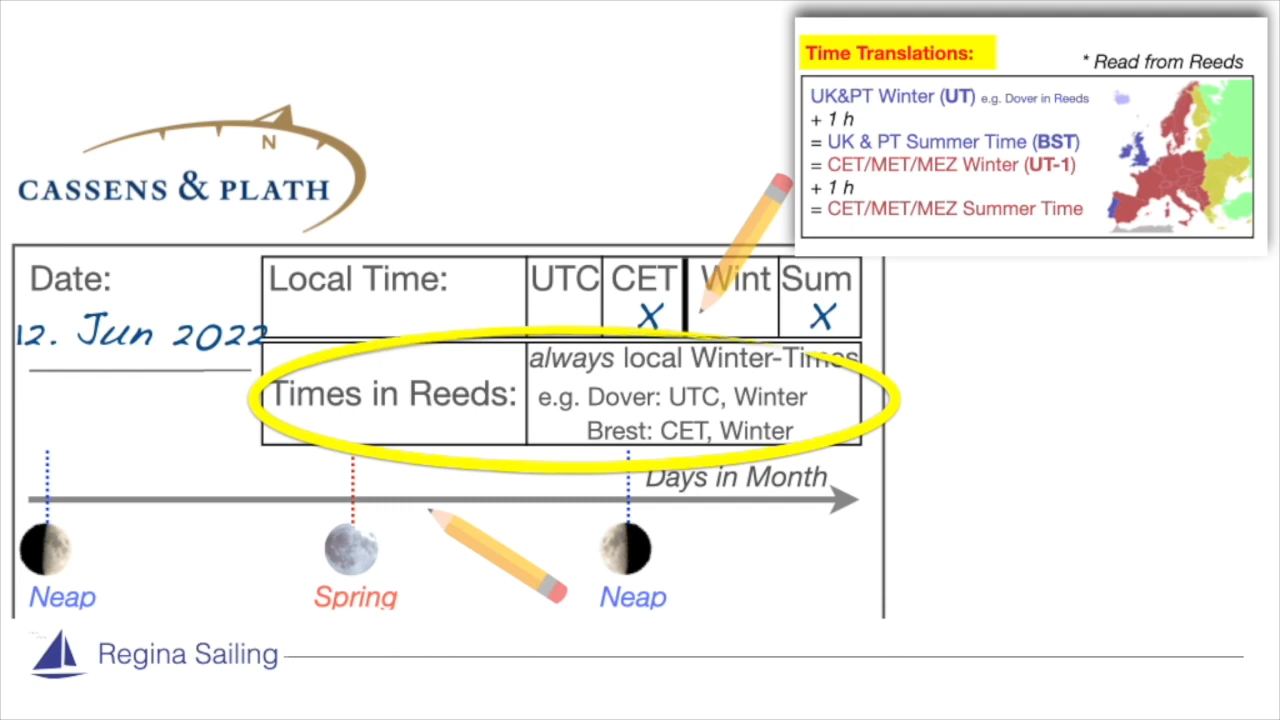 Time Translations:
* Read from Reeds
UK&PT Winter (UT) e.g. Dover in Reeds
+ 1 h
= UK & PT Summer Time (BST)
= CET/MET/MEZ Winter (UT-1)
+ 1 h
= CET/MET/MEZ Summer Time
N
CASSENS & PLATH
Date:
12. Jun 2022
Local Time:
UTC CET Wint Sum
X X
Times in Reeds:
always local Winter-Times
e.g. Dover: UTC, Winter
Brest: CET, Winter
Days in Month
Neap Spring Neap
Regina Sailing